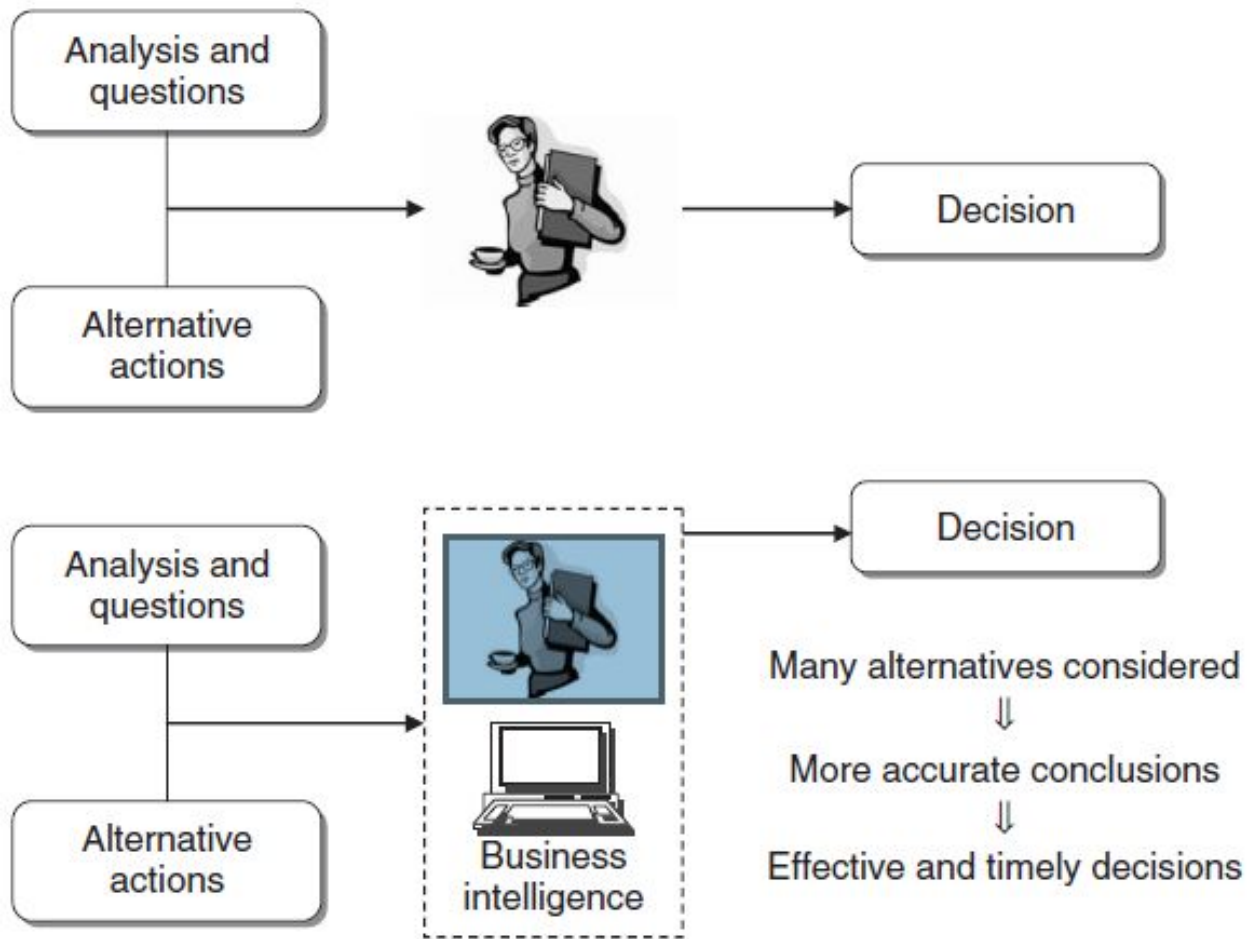 Analysis and
questions
Decision
Alternative
actions
Decision
Analysis and
questions
Many alternatives considered
⇓
More accurate conclusions
⇓
Effective and timely decisions
Alternative
actions
Business
intelligence